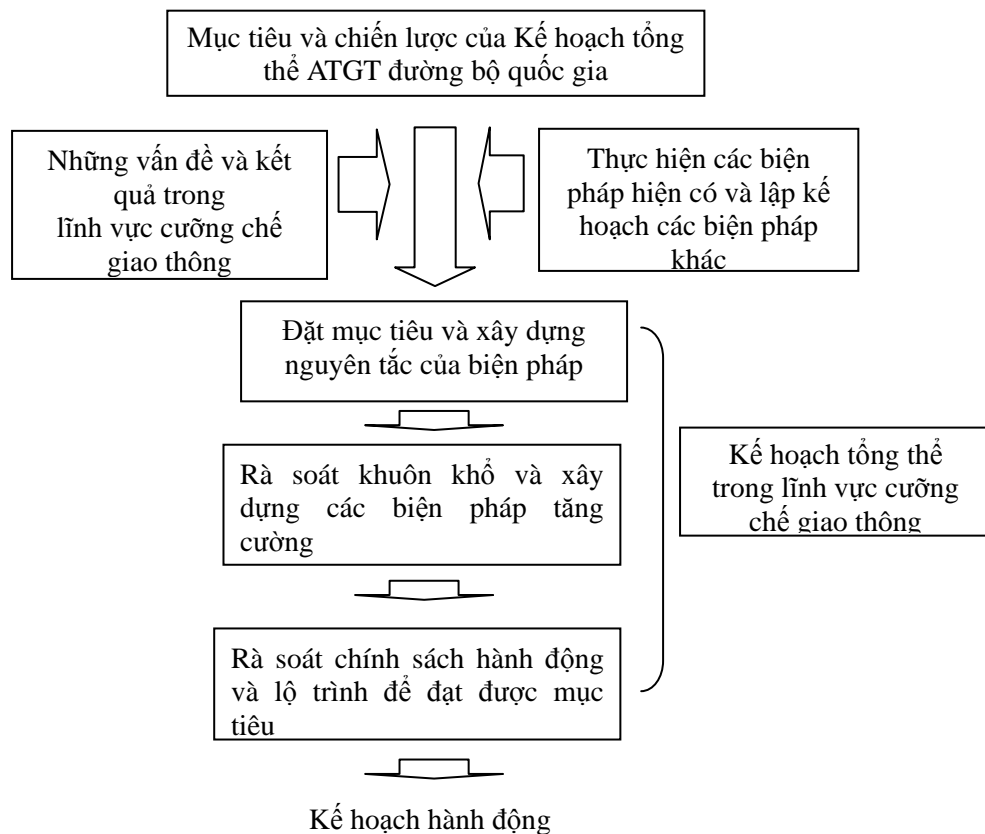 Mục tiêu và chiến lược của Kế hoạch tổng
thể ATGT đường bộ quốc gia
Những vấn đề và kết
quả trong
lĩnh vực cưỡng chế
giao thông
Thực hiện các biện
pháp hiện có và lập kế
hoạch các biện pháp
khác
Đặt mục tiêu và xây dựng
nguyên tắc của biện pháp
Rà soát khuôn khổ và xây
dựng các biện pháp tăng
cường
Kế hoạch tổng thể
trong lĩnh vực cưỡng
chế giao thông
Rà soát chính sách hành động
và lộ trình để đạt được mục
tiêu
Kế hoạch hành động